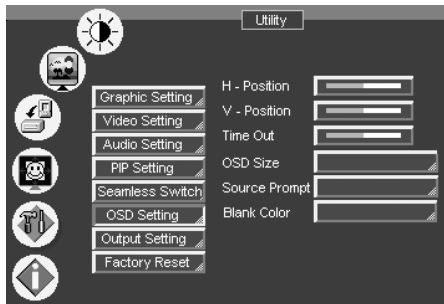 Utility
Graphic Setting
Video Setting
Audio Setting
PIP Setting
Seamless Switch
OSD Setting
Output Setting
Factory Reset
H - Position
V - Position
Time Out
OSD Size
Source Prompt
Blank Color